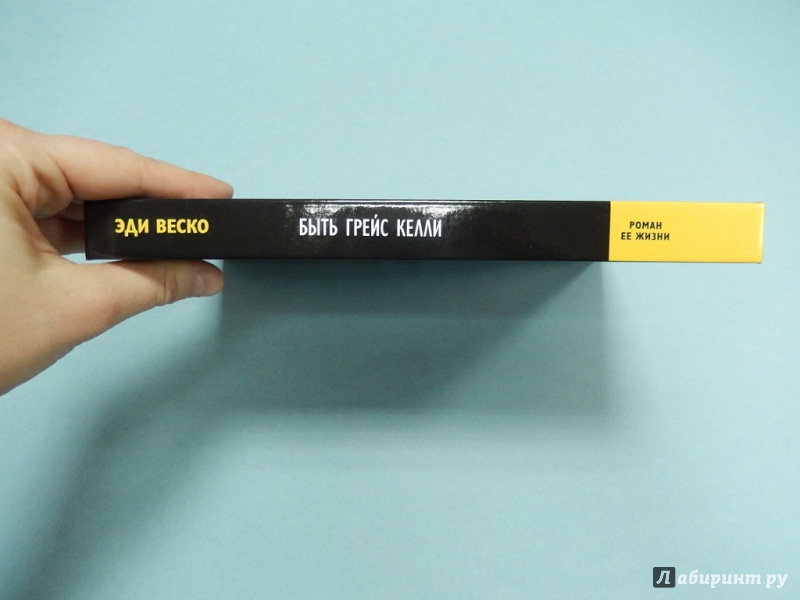 ЭДИ ВЕСКО
БЫТЬ ГРЕЙС КЕЛЛИ
РОМАН
ЕЕ ЖИЗНИ
Лабиринт.ру